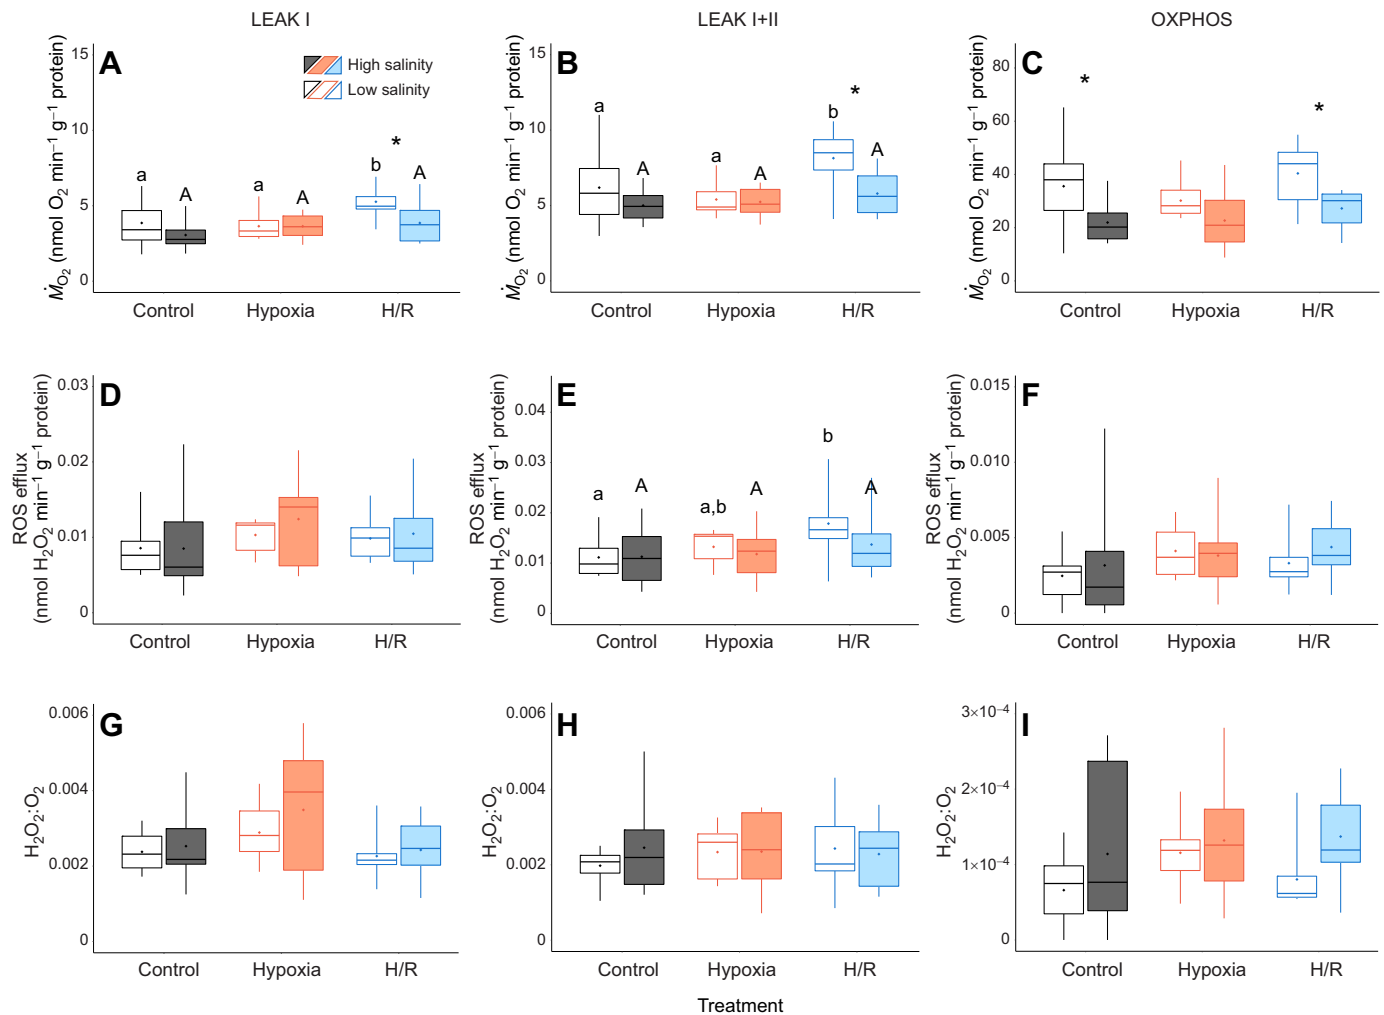 LEAK I
LEAK I+II
OXPHOS
A
15
10
5
0
ṀO2 (nmol O2 min−1 g−1 protein)
High salinity
Low salinity
a
A
a
A
b
*
A
Control
Hypoxia
H/R
B
15
10
5
0
ṀO2 (nmol O2 min−1 g−1 protein)
a
A
a
A
b
*
A
Control
Hypoxia
H/R
C
80
60
40
20
0
ṀO2 (nmol O2 min−1 g−1 protein)
*
*
Control
Hypoxia
H/R
D
0.03
0.02
0.01
0
ROS efflux
(nmol H2O2 min−1 g−1 protein)
Control
Hypoxia
H/R
E
0.04
0.03
0.02
0.01
0
ROS efflux
(nmol H2O2 min−1 g−1 protein)
a
A
a,b
A
b
A
Control
Hypoxia
H/R
F
0.015
0.010
0.005
0
ROS efflux
(nmol H2O2 min−1 g−1 protein)
Control
Hypoxia
H/R
G
0.006
0.004
0.002
0
H2O2:O2
Control
Hypoxia
H/R
H
0.006
0.004
0.002
0
H2O2:O2
Control
Hypoxia
H/R
I
3×10−4
2×10−4
1×10−4
0
H2O2:O2
Control
Hypoxia
H/R
Treatment